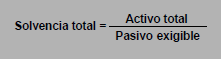 Solvencia total = Activo total
Pasivo exigible